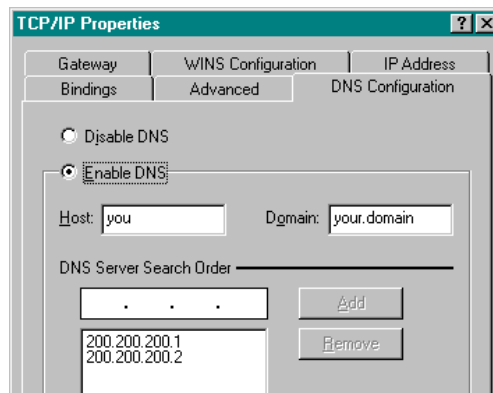 TCP/IP Properties
Gateway WINS Configuration IP Address
Bindings Advanced DNS Configuration
Disable DNS
Enable DNS
Host: you Domain: your.domain
DNS Server Search Order
. . . Add
200.200.200.1 Remove
200.200.200.2